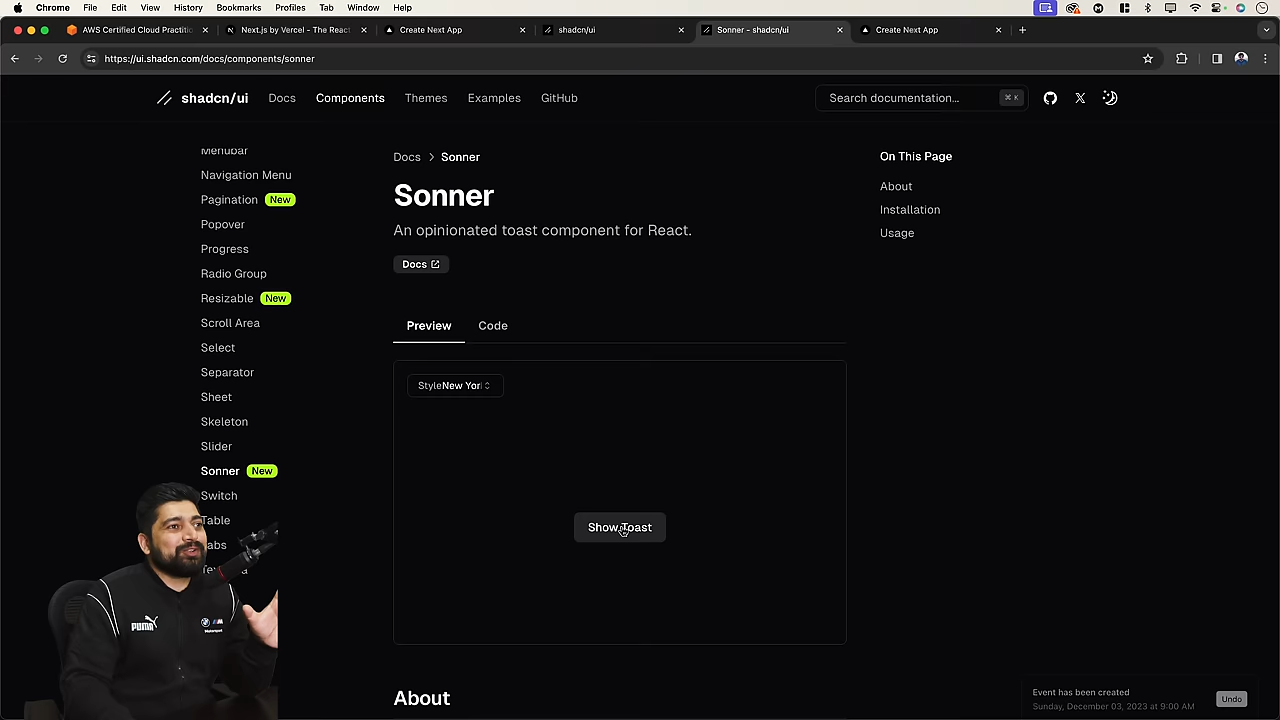 Chrome File Edit View History Bookmarks Profiles Tab Window Help
AWS Certified Cloud Practitio Next.js by Vercel - The React Create Next App shadcn/ui Sonner - shadcn/ui Create Next App
https://ui.shadcn.com/docs/components/sonner
shadcn/ui Docs Components Themes Examples GitHub Search documentation... ⌘ K
Menubar
Navigation Menu
Pagination New
Popover
Progress
Radio Group
Resizable New
Scroll Area
Select
Separator
Sheet
Skeleton
Slider
Sonner New
Switch
Table
Docs > Sonner
Sonner
An opinionated toast component for React.
Docs
Preview Code
StyleNew Yor
Show Toast
About
On This Page
About
Installation
Usage
Event has been created
Sunday, December 03, 2023 at 9:00 AM
Undo
PUMA
BMW
Motorsport